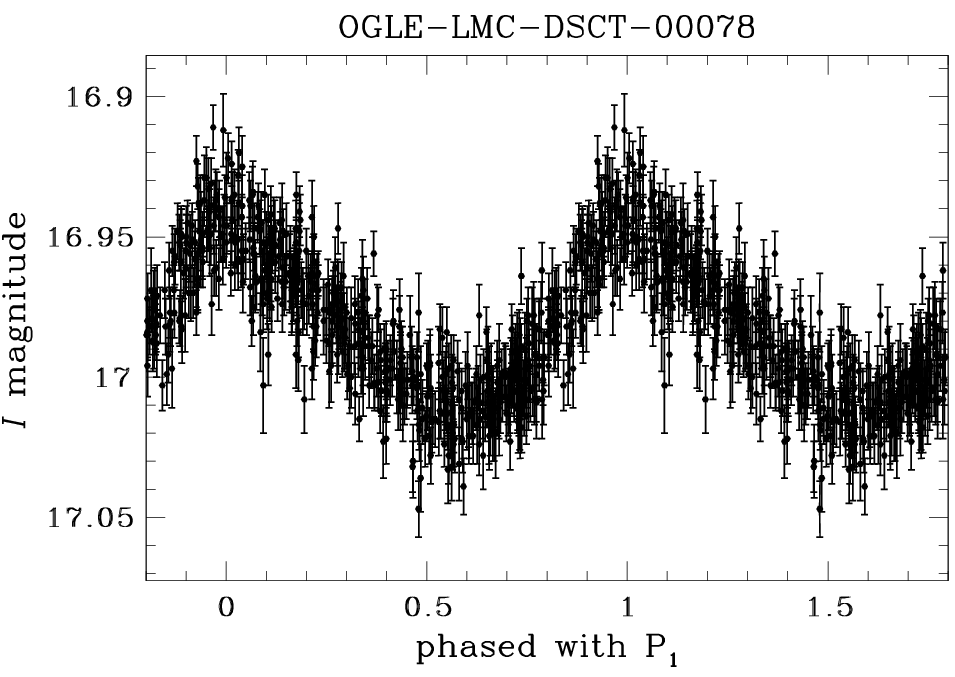 OGLE-LMC-DSCT-00078
16.9
16.95
17
17.05
I magnitude
0 0.5 1 1.5
phased with P₁